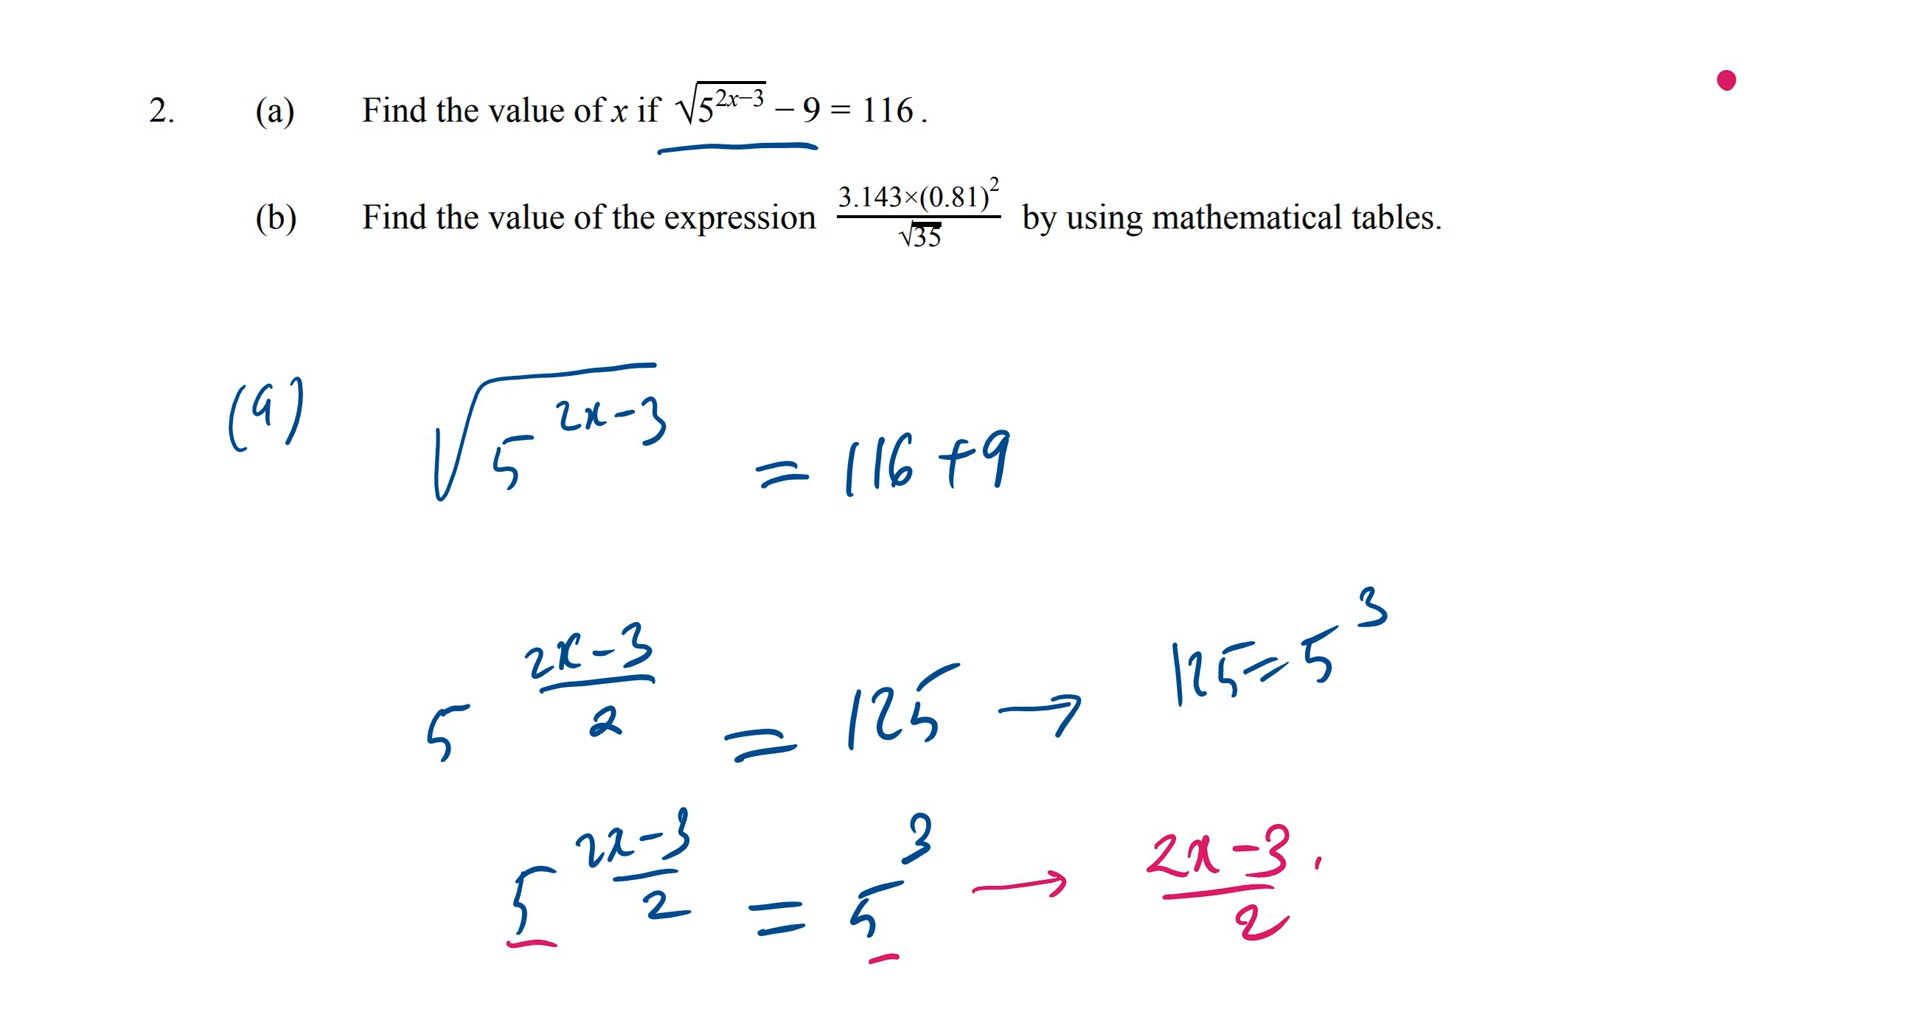 2. (a) Find the value of x if √5^(2x−3) − 9 = 116.
(b) Find the value of the expression 3.143×(0.81)²/√35 by using mathematical tables.
(a) √5^(2x−3) = 116 + 9
5^((2x−3)/2) = 125 → 125 = 5³
5^((2x−3)/2) = 5³ → (2x−3)/2